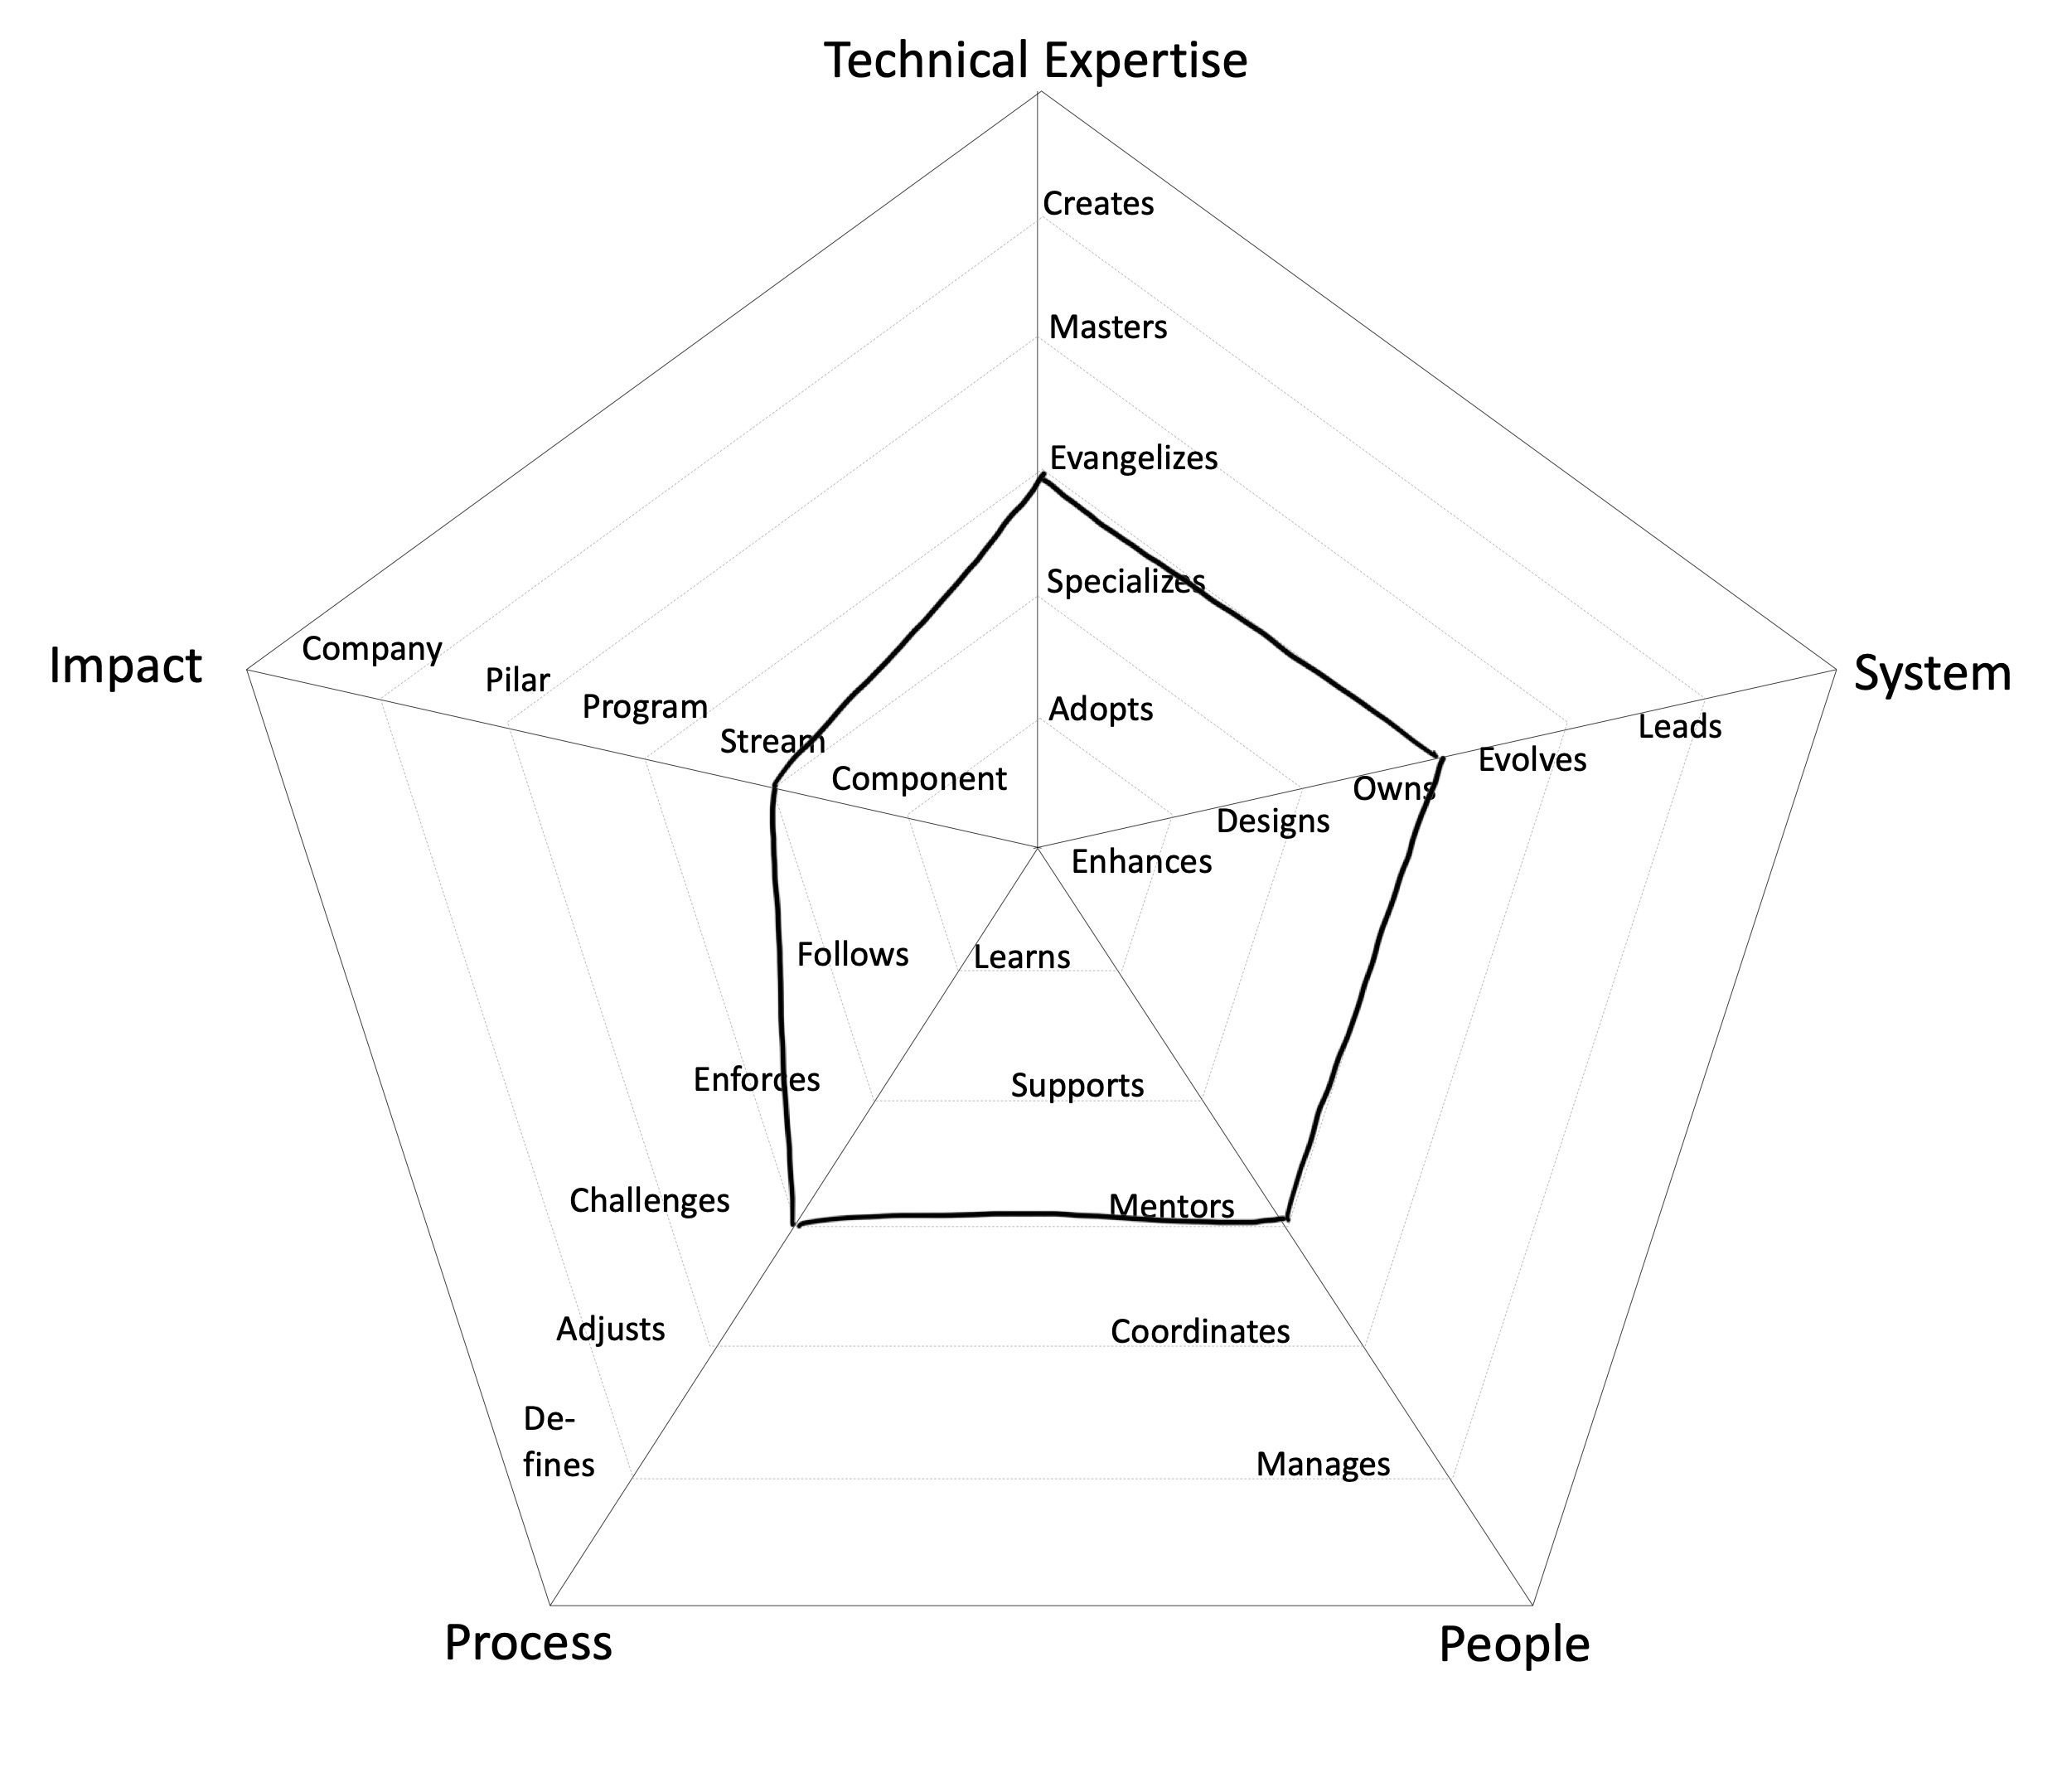 Technical Expertise
Creates
Masters
Evangelizes
Specializes
Adopts
Impact
Company
Pilar
Program
Stream
Component
System
Leads
Evolves
Owns
Designs
Enhances
Follows
Learns
Enforces
Supports
Challenges
Mentors
Adjusts
Coordinates
De-
fines
Manages
Process
People